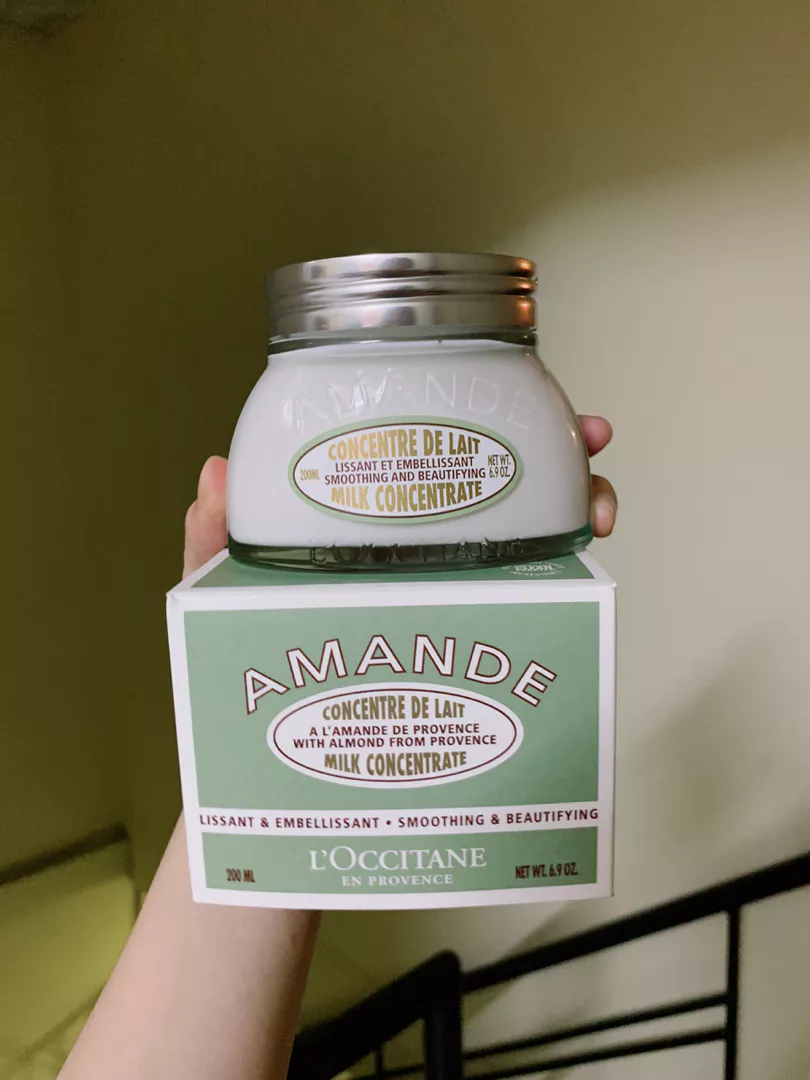 AMANDE
CONCENTRE DE LAIT
LISSANT ET EMBELLISSANT
200ML
SMOOTHING AND BEAUTIFYING
NET WT.
6.9 OZ.
MILK CONCENTRATE
L'OCCITANE
AMANDE
CONCENTRE DE LAIT
A L'AMANDE DE PROVENCE
WITH ALMOND FROM PROVENCE
MILK CONCENTRATE
LISSANT & EMBELLISSANT • SMOOTHING & BEAUTIFYING
200 ML
L'OCCITANE
EN PROVENCE
NET WT. 6.9 OZ.